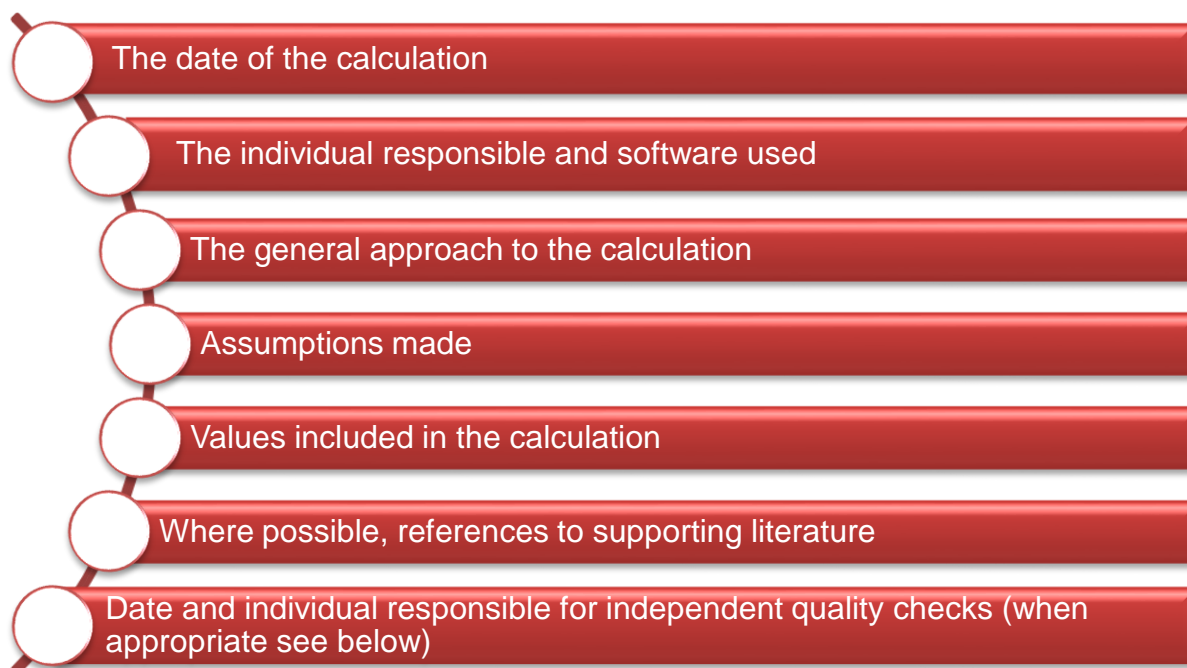 The date of the calculation
The individual responsible and software used
The general approach to the calculation
Assumptions made
Values included in the calculation
Where possible, references to supporting literature
Date and individual responsible for independent quality checks (when
appropriate see below)